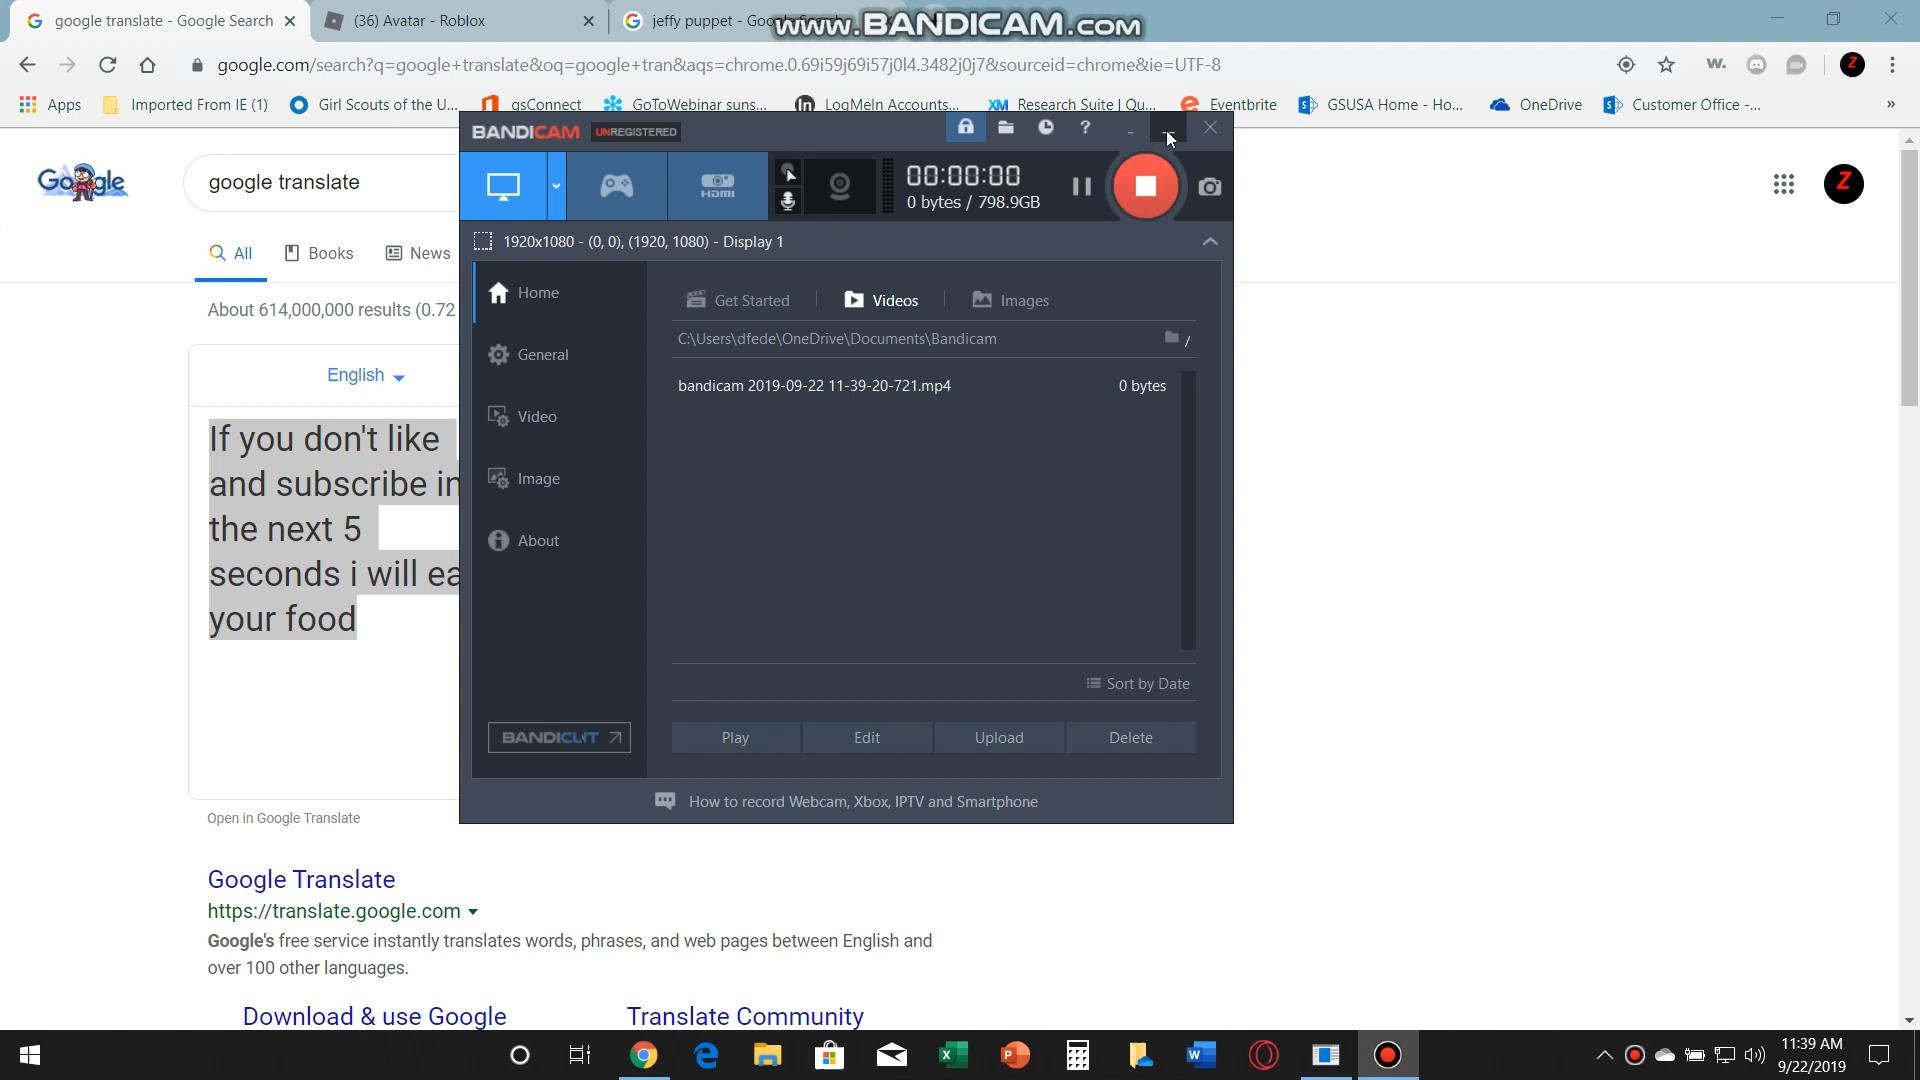 google translate - Google Search
(36) Avatar - Roblox
jeffy puppet - Goo
www.BANDICAM.com
google.com/search?q=google+translate&oq=google+tran&aqs=chrome.0.69i59j69i57j0l4.3482j0j7&sourceid=chrome&ie=UTF-8
W.
Z
Apps
Imported From IE (1)
Girl Scouts of the U...
gsConnect
GoToWebinar suns...
LogMeIn Accounts...
XM Research Suite | Qu...
Eventbrite
GSUSA Home - Ho...
OneDrive
Customer Office -...
»
BANDICAM UNREGISTERED
?
Google
google translate
Z
HDMI
00:00:00
0 bytes / 798.9GB
1920x1080 - (0, 0), (1920, 1080) - Display 1
All
Books
News
About 614,000,000 results (0.72
Home
General
Video
Image
About
Get Started
Videos
Images
C:\Users\dfede\OneDrive\Documents\Bandicam
/
bandicam 2019-09-22 11-39-20-721.mp4
0 bytes
English
If you don't like
and subscribe in
the next 5
seconds i will ea
your food
Sort by Date
BANDICUT
Play
Edit
Upload
Delete
How to record Webcam, Xbox, IPTV and Smartphone
Open in Google Translate
Google Translate
https://translate.google.com
Google's free service instantly translates words, phrases, and web pages between English and
over 100 other languages.
Download & use Google
Translate Community
11:39 AM
9/22/2019